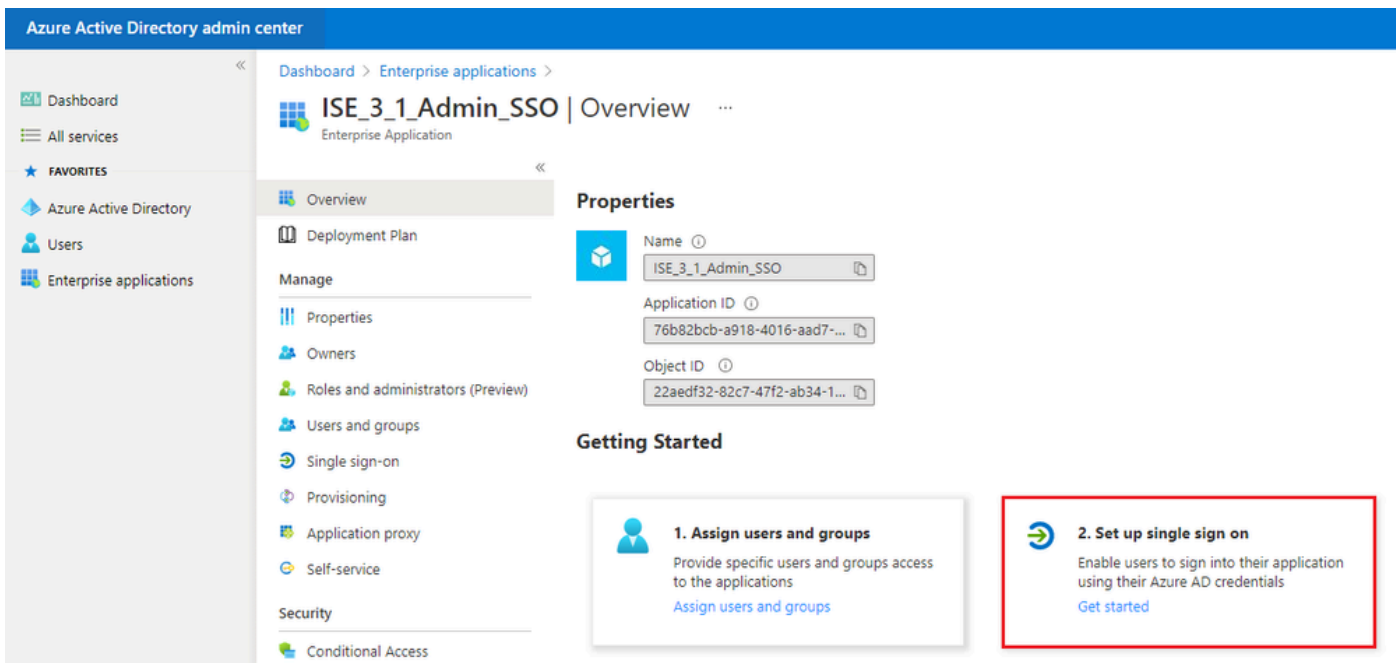 Azure Active Directory admin center
«
Dashboard
All services
FAVORITES
Azure Active Directory
Users
Enterprise applications
Dashboard > Enterprise applications >
ISE_3_1_Admin_SSO | Overview ...
Enterprise Application
«
Overview
Deployment Plan
Manage
Properties
Owners
Roles and administrators (Preview)
Users and groups
Single sign-on
Provisioning
Application proxy
Self-service
Security
Conditional Access
Properties
Name
ISE_3_1_Admin_SSO
Application ID
76b82bcb-a918-4016-aad7-...
Object ID
22aedf32-82c7-47f2-ab34-1...
Getting Started
1. Assign users and groups
Provide specific users and groups access
to the applications
Assign users and groups
2. Set up single sign on
Enable users to sign into their application
using their Azure AD credentials
Get started